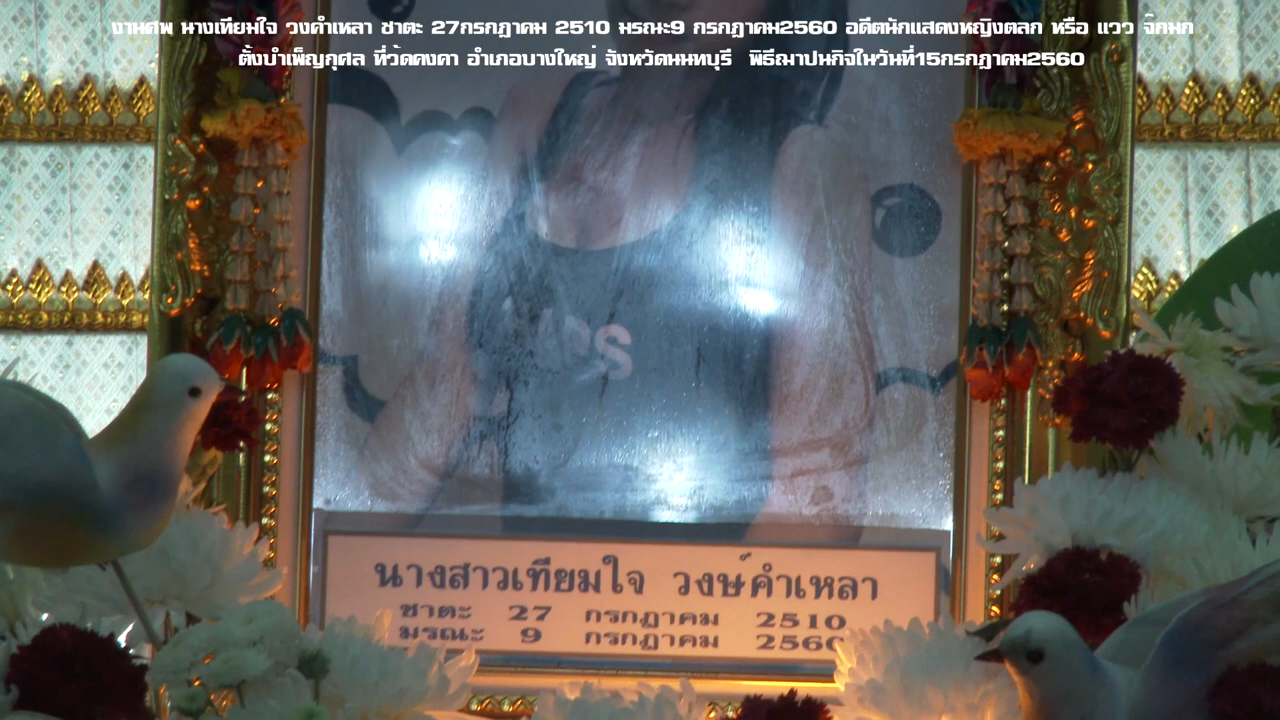 งานศพ นางเทียมใจ วงคำเหลา ชาตะ 27กรกฎาคม 2510 มรณะ9 กรกฎาคม2560 อดีตนักแสดงหญิงตลก หรือ แวว จ๊กมก
ตั้งบำเพ็ญกุศล ที่วัดคงคา อำเภอบางใหญ่ จังหวัดนนทบุรี พิธีฌาปนกิจในวันที่15กรกฎาคม2560
นางสาวเทียมใจ วงษ์คำเหลา
ชาตะ 27 กรกฎาคม 2510
มรณะ 9 กรกฎาคม 2560